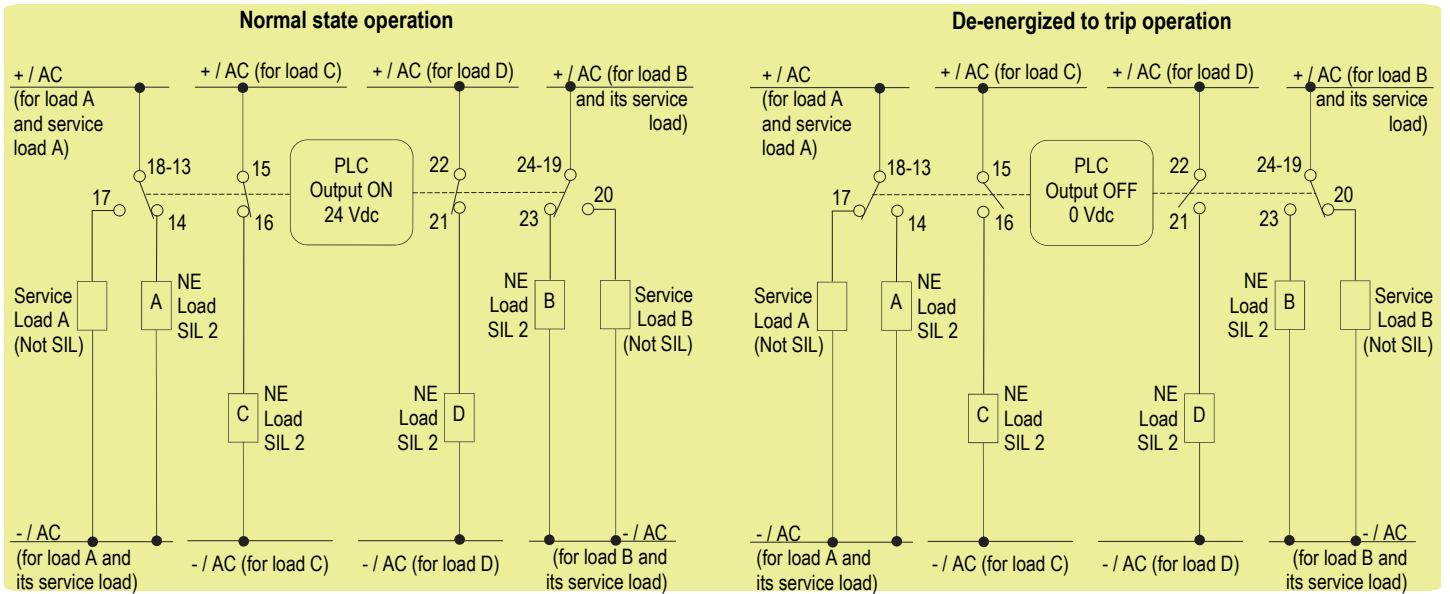 Normal state operation
+ / AC
(for load A
and service
load A)
+ / AC (for load C)
+ / AC (for load D)
+ / AC (for load B
and its service
load)
18-13
15
PLC
Output ON
24 Vdc
22
24-19
17
14
16
21
23
20
Service
Load A
(Not SIL)
A
NE
Load
SIL 2
NE
Load
SIL 2
B
Service
Load B
(Not SIL)
C
NE
Load
SIL 2
NE
Load
SIL 2
D
- / AC
(for load A and
its service load)
- / AC (for load C)
- / AC (for load D)
- / AC
(for load B and
its service load)
De-energized to trip operation
+ / AC
(for load A
and service
load A)
+ / AC (for load C)
+ / AC (for load D)
+ / AC (for load B
and its service
load)
18-13
15
PLC
Output OFF
0 Vdc
22
24-19
17
14
16
21
23
20
Service
Load A
(Not SIL)
A
NE
Load
SIL 2
NE
Load
SIL 2
B
Service
Load B
(Not SIL)
C
NE
Load
SIL 2
NE
Load
SIL 2
D
- / AC
(for load A and
its service load)
- / AC (for load C)
- / AC (for load D)
- / AC
(for load B and
its service load)